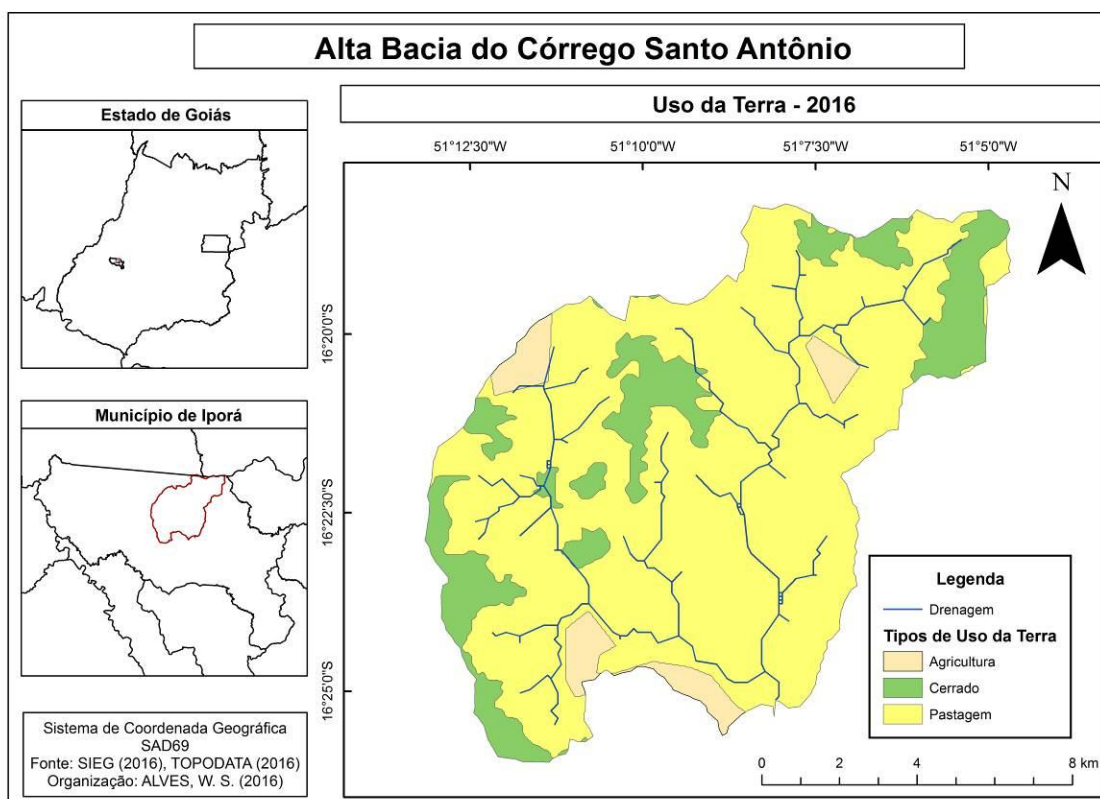 Alta Bacia do Córrego Santo Antônio
Estado de Goiás
Município de Iporá
Sistema de Coordenada Geográfica
SAD69
Fonte: SIEG (2016), TOPODATA (2016)
Organização: ALVES, W. S. (2016)
Uso da Terra - 2016
51°12'30"W
51°10'0"W
51°7'30"W
51°5'0"W
16°20'0"S
16°22'30"S
16°25'0"S
N
Legenda
Drenagem
Tipos de Uso da Terra
Agricultura
Cerrado
Pastagem
0 2 4 8 km